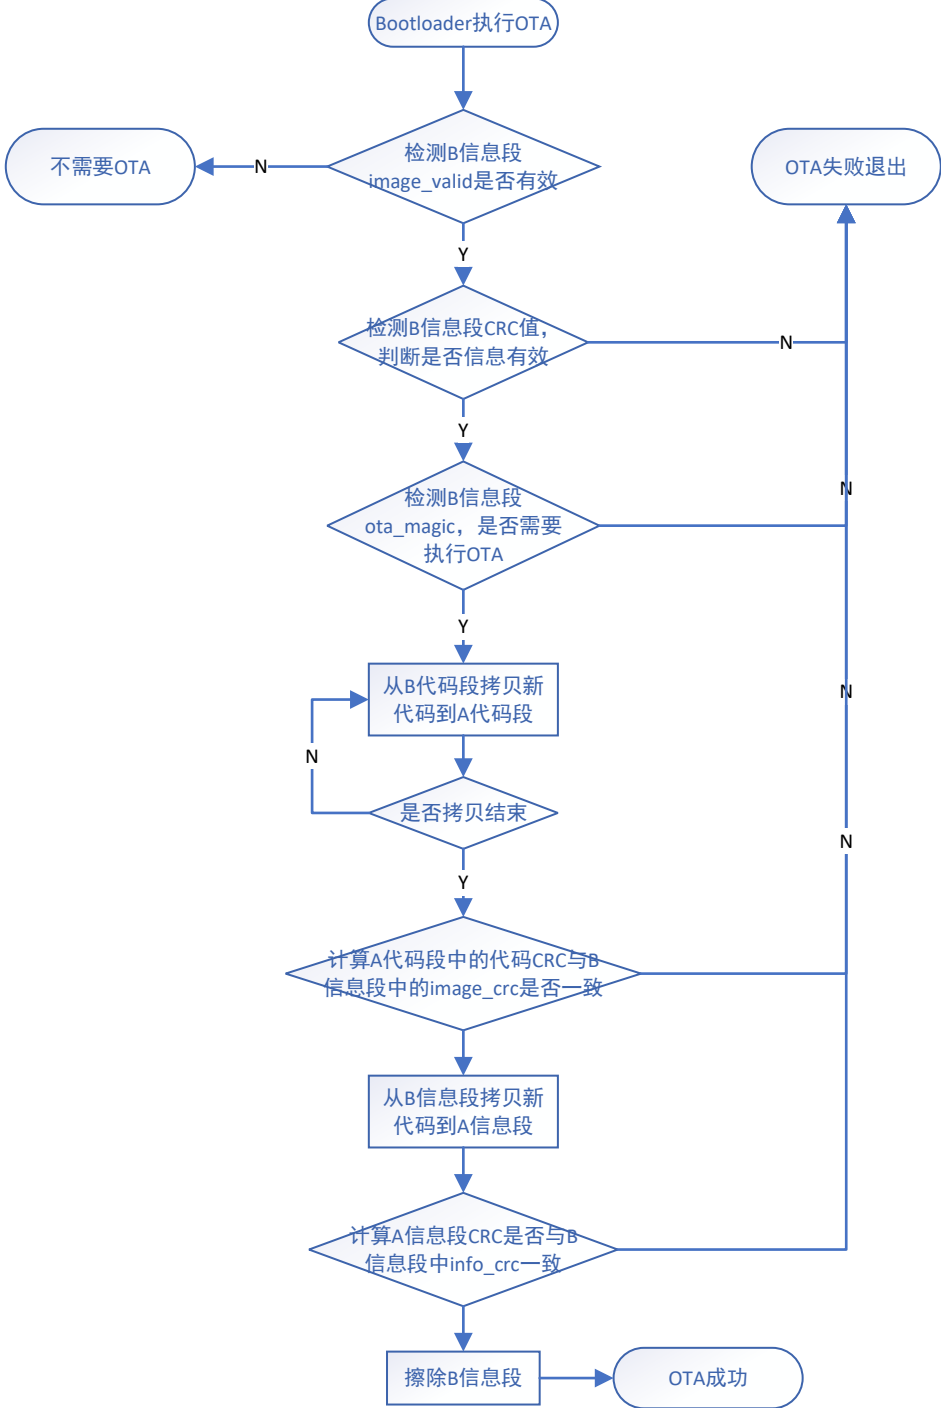 Bootloader执行OTA
检测B信息段
image_valid是否有效
N
不需要OTA
OTA失败退出
Y
检测B信息段CRC值,
判断是否信息有效
N
Y
检测B信息段
ota_magic，是否需要
执行OTA
N
Y
从B代码段拷贝新
代码到A代码段
N
N
是否拷贝结束
N
Y
计算A代码段中的代码CRC与B
信息段中的image_crc是否一致
从B信息段拷贝新
代码到A信息段
计算A信息段CRC是否与B
信息段中info_crc一致
擦除B信息段
OTA成功